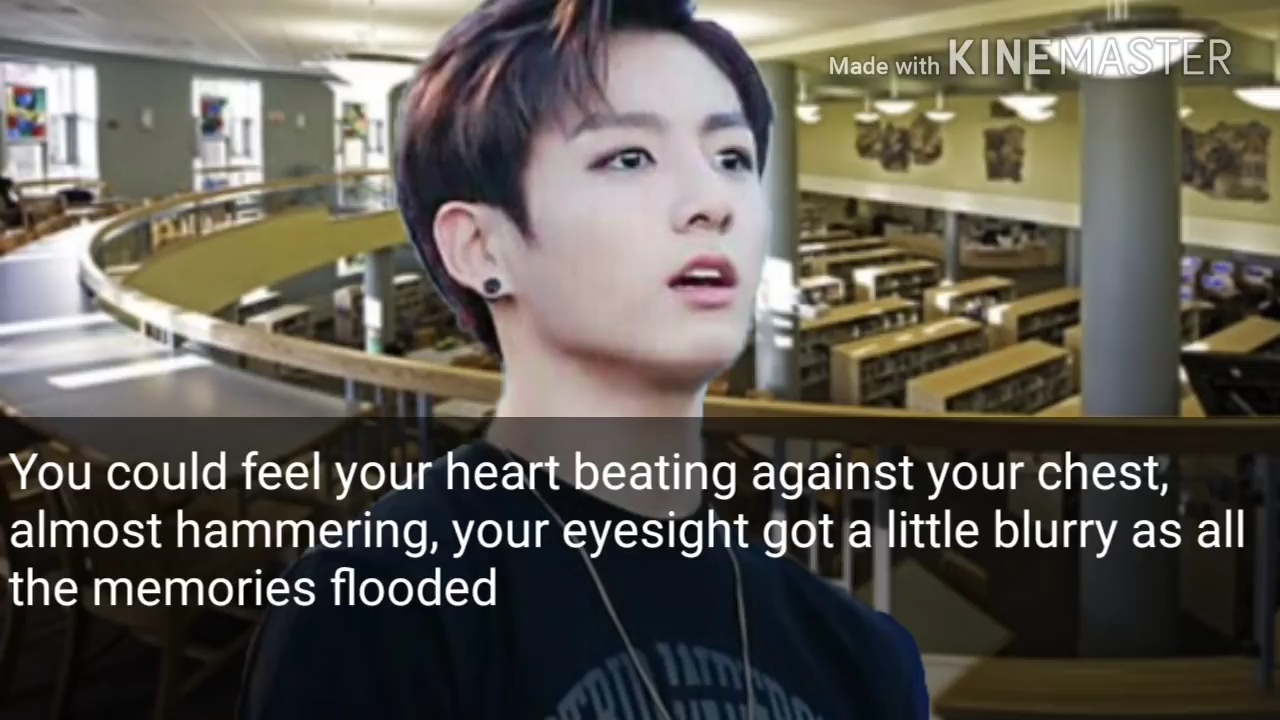 Made with KINEMASTER
You could feel your heart beating against your chest,
almost hammering, your eyesight got a little blurry as all
the memories flooded